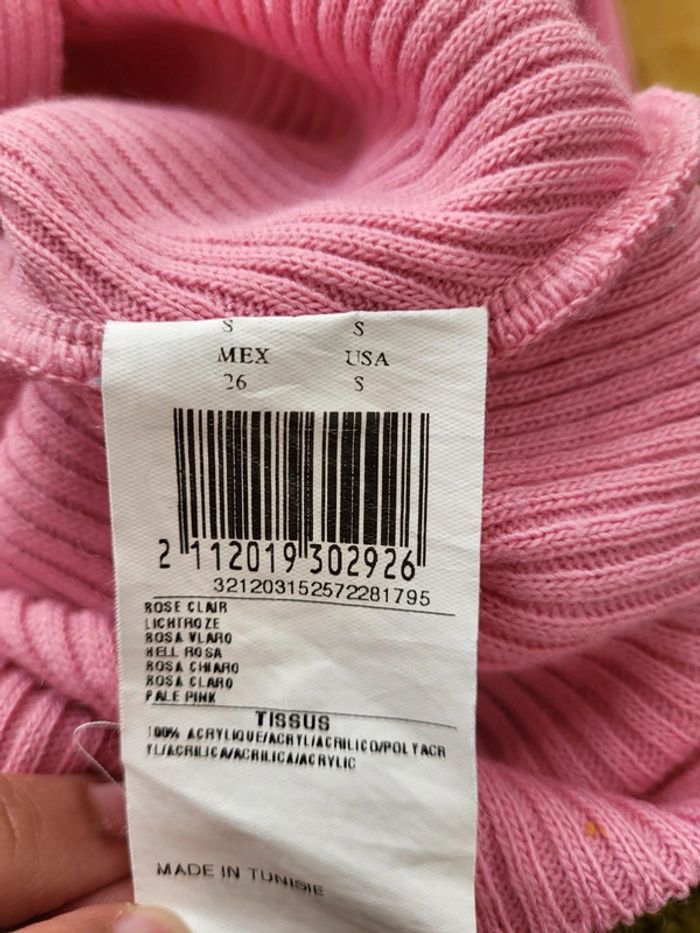 S S
MEX USA
26 S
2 112019 302926
321203152572281795
ROSE CLAIR
LICHTROZE
ROSA VLARO
HELL ROSA
ROSA CHIARO
ROSA CLARO
PALE PINK
TISSUS
100% ACRYLIQUE/ACRYL/ACRILICO/POLYACR
YL/ACRILICA/ACRILICA/ACRYLIC
MADE IN TUNISIE